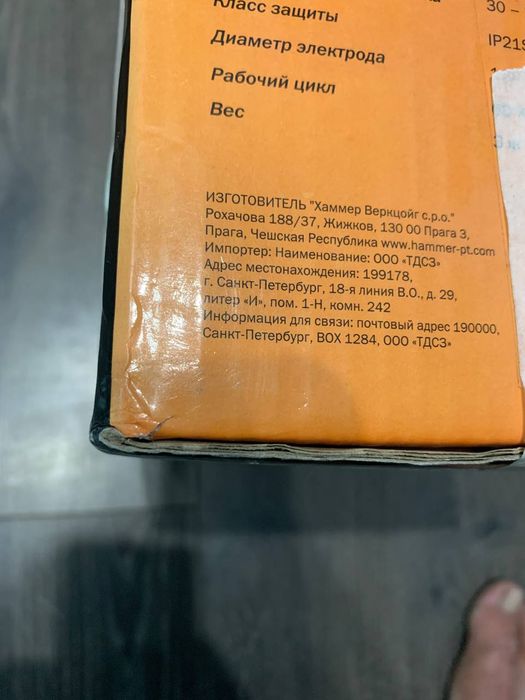 Класс защиты
30 –
Диаметр электрода
IP21S
Рабочий цикл
Вес
ИЗГОТОВИТЕЛЬ "Хаммер Веркцойг с.р.о."
Рохачова 188/37, Жижков, 130 00 Прага 3,
Прага, Чешская Республика www.hammer-pt.com
Импортер: Наименование: ООО «ТДСЗ»
Адрес местонахождения: 199178,
г. Санкт-Петербург, 18-я линия В.О., д. 29,
литер «И», пом. 1-Н, комн. 242
Информация для связи: почтовый адрес 190000,
Санкт-Петербург, BOX 1284, ООО «ТДСЗ»